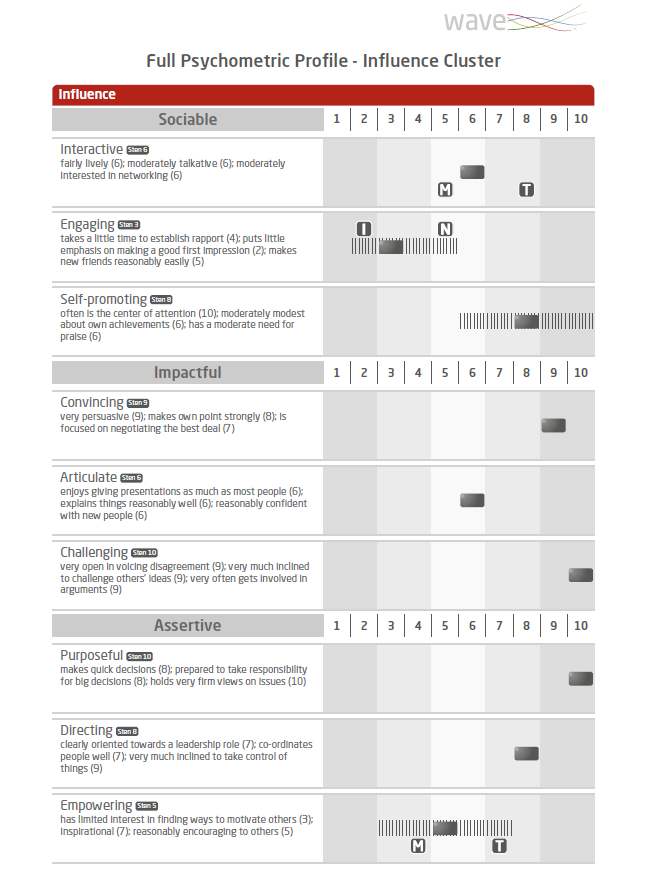 wave
Full Psychometric Profile - Influence Cluster
Influence
Sociable 1 2 3 4 5 6 7 8 9 10
Interactive Sten 6
fairly lively (6); moderately talkative (6); moderately
interested in networking (6)
M T
Engaging Sten 3
I N
takes a little time to establish rapport (4); puts little
emphasis on making a good first impression (2); makes
new friends reasonably easily (5)
Self-promoting Sten 8
often is the center of attention (10); moderately modest
about own achievements (6); has a moderate need for
praise (6)
Impactful 1 2 3 4 5 6 7 8 9 10
Convincing Sten 9
very persuasive (9); makes own point strongly (8); is
focused on negotiating the best deal (7)
Articulate Sten 6
enjoys giving presentations as much as most people (6);
explains things reasonably well (6); reasonably confident
with new people (6)
Challenging Sten 10
very open in voicing disagreement (9); very much inclined
to challenge others' ideas (9); very often gets involved in
arguments (9)
Assertive 1 2 3 4 5 6 7 8 9 10
Purposeful Sten 10
makes quick decisions (8); prepared to take responsibility
for big decisions (8); holds very firm views on issues (10)
Directing Sten 8
clearly oriented towards a leadership role (7); co-ordinates
people well (7); very much inclined to take control of
things (9)
Empowering Sten 5
has limited interest in finding ways to motivate others (3);
inspirational (7); reasonably encouraging to others (5)
M T